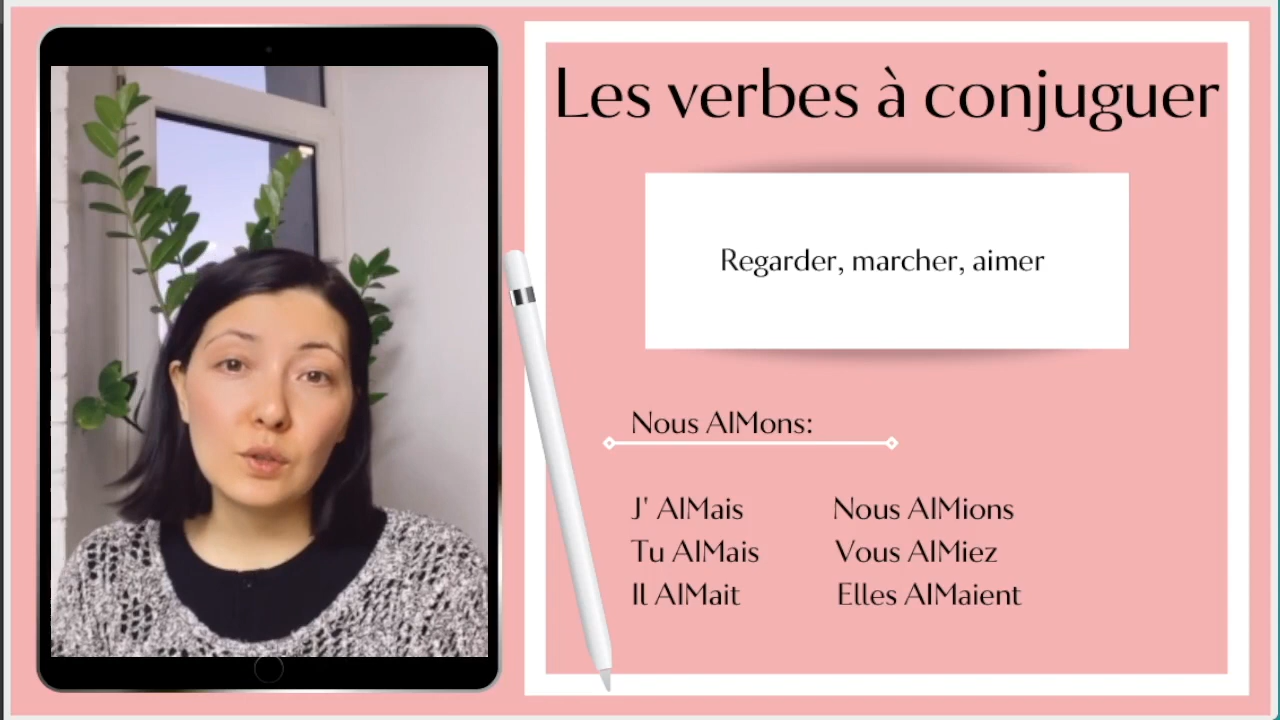 Les verbes à conjuguer
Regarder, marcher, aimer
Nous AIMons:
J' AIMais
Tu AIMais
Il AIMait
Nous AIMions
Vous AIMiez
Elles AIMaient